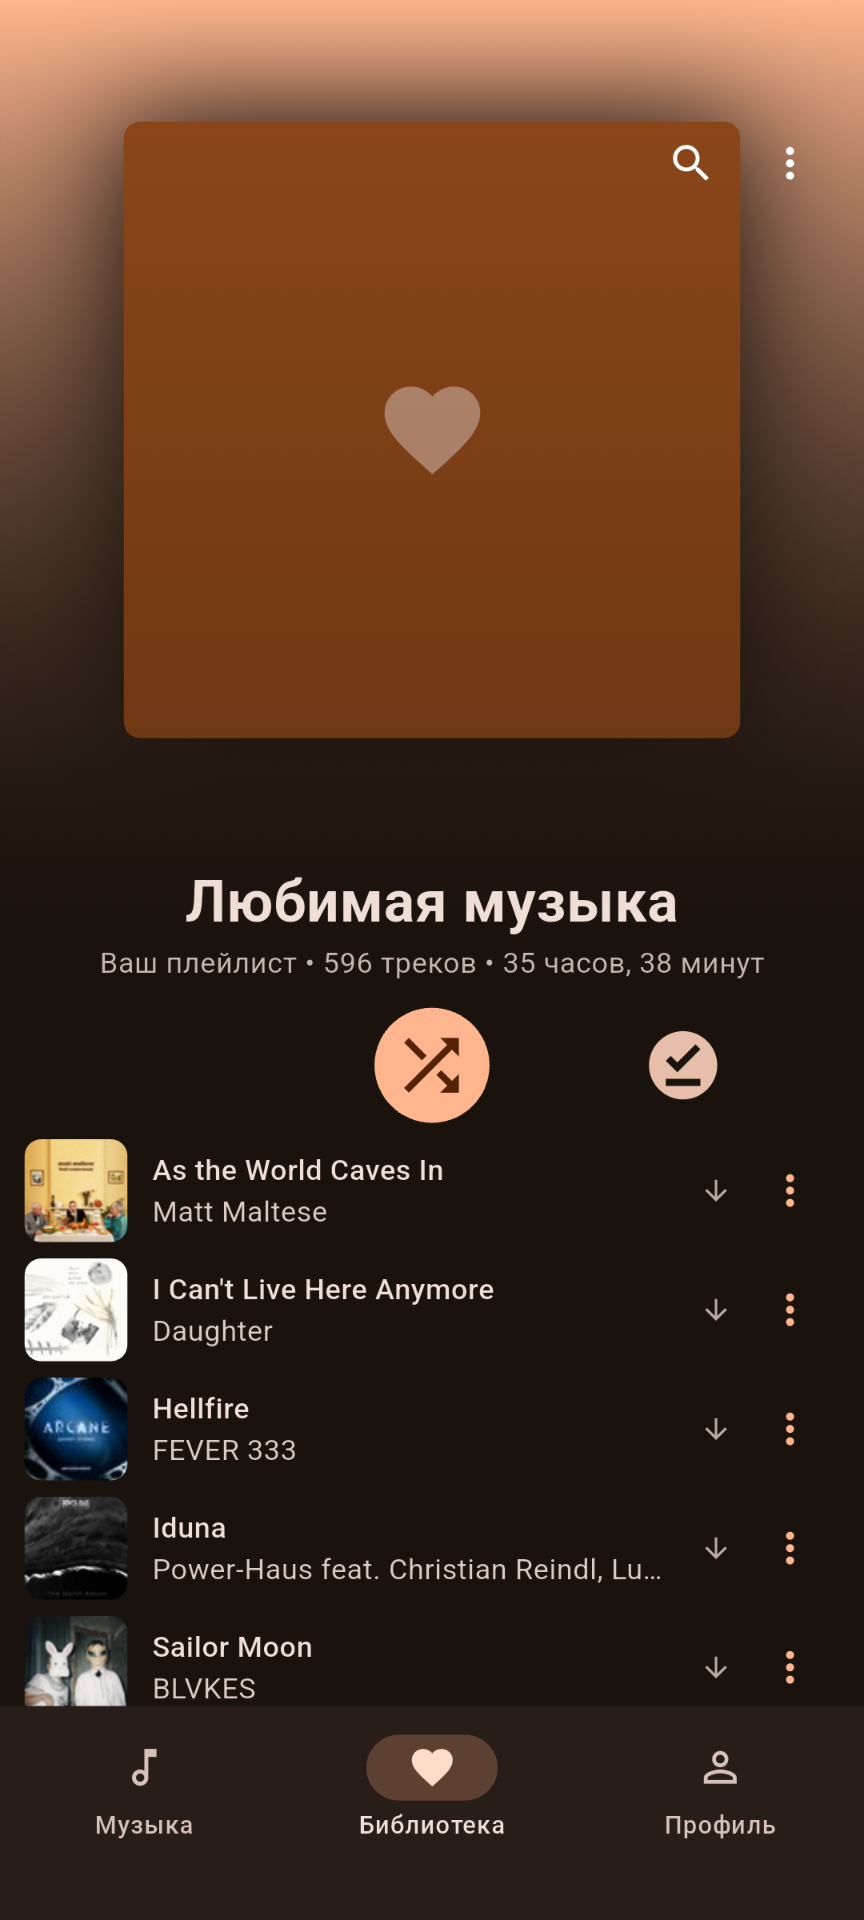 Любимая музыка
Ваш плейлист • 596 треков • 35 часов, 38 минут
As the World Caves In
Matt Maltese
I Can't Live Here Anymore
Daughter
ARCANE
Hellfire
FEVER 333
Iduna
Power-Haus feat. Christian Reindl, Lu...
Sailor Moon
BLVKES
Музыка
Библиотека
Профиль